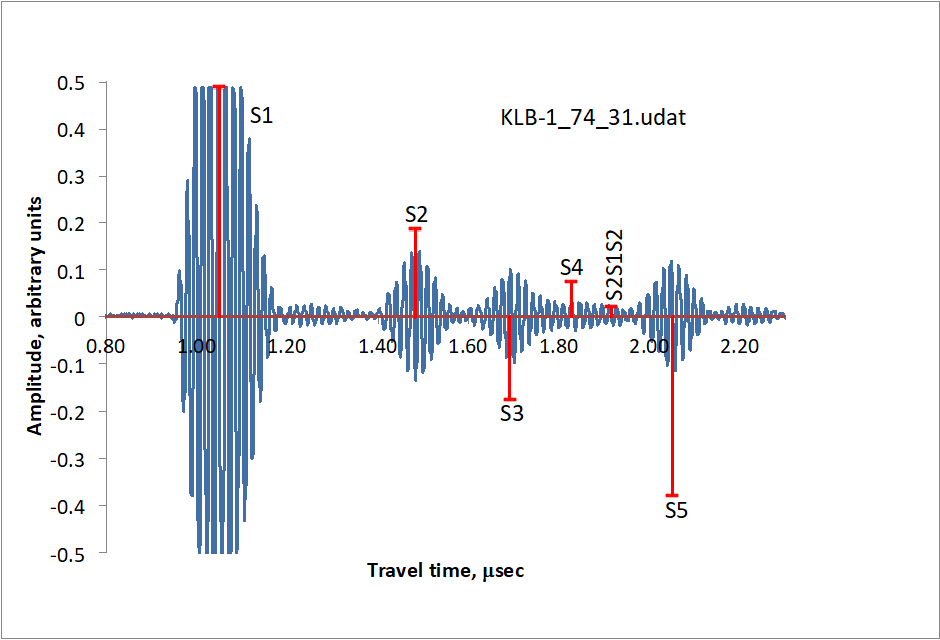 KLB-1_74_31.udat
S1
S2
S3
S4
S2S1S2
S5
0.5
0.4
0.3
0.2
0.1
0
-0.1
-0.2
-0.3
-0.4
-0.5
0.80 1.00 1.20 1.40 1.60 1.80 2.00 2.20
Amplitude, arbitrary units
Travel time, μsec